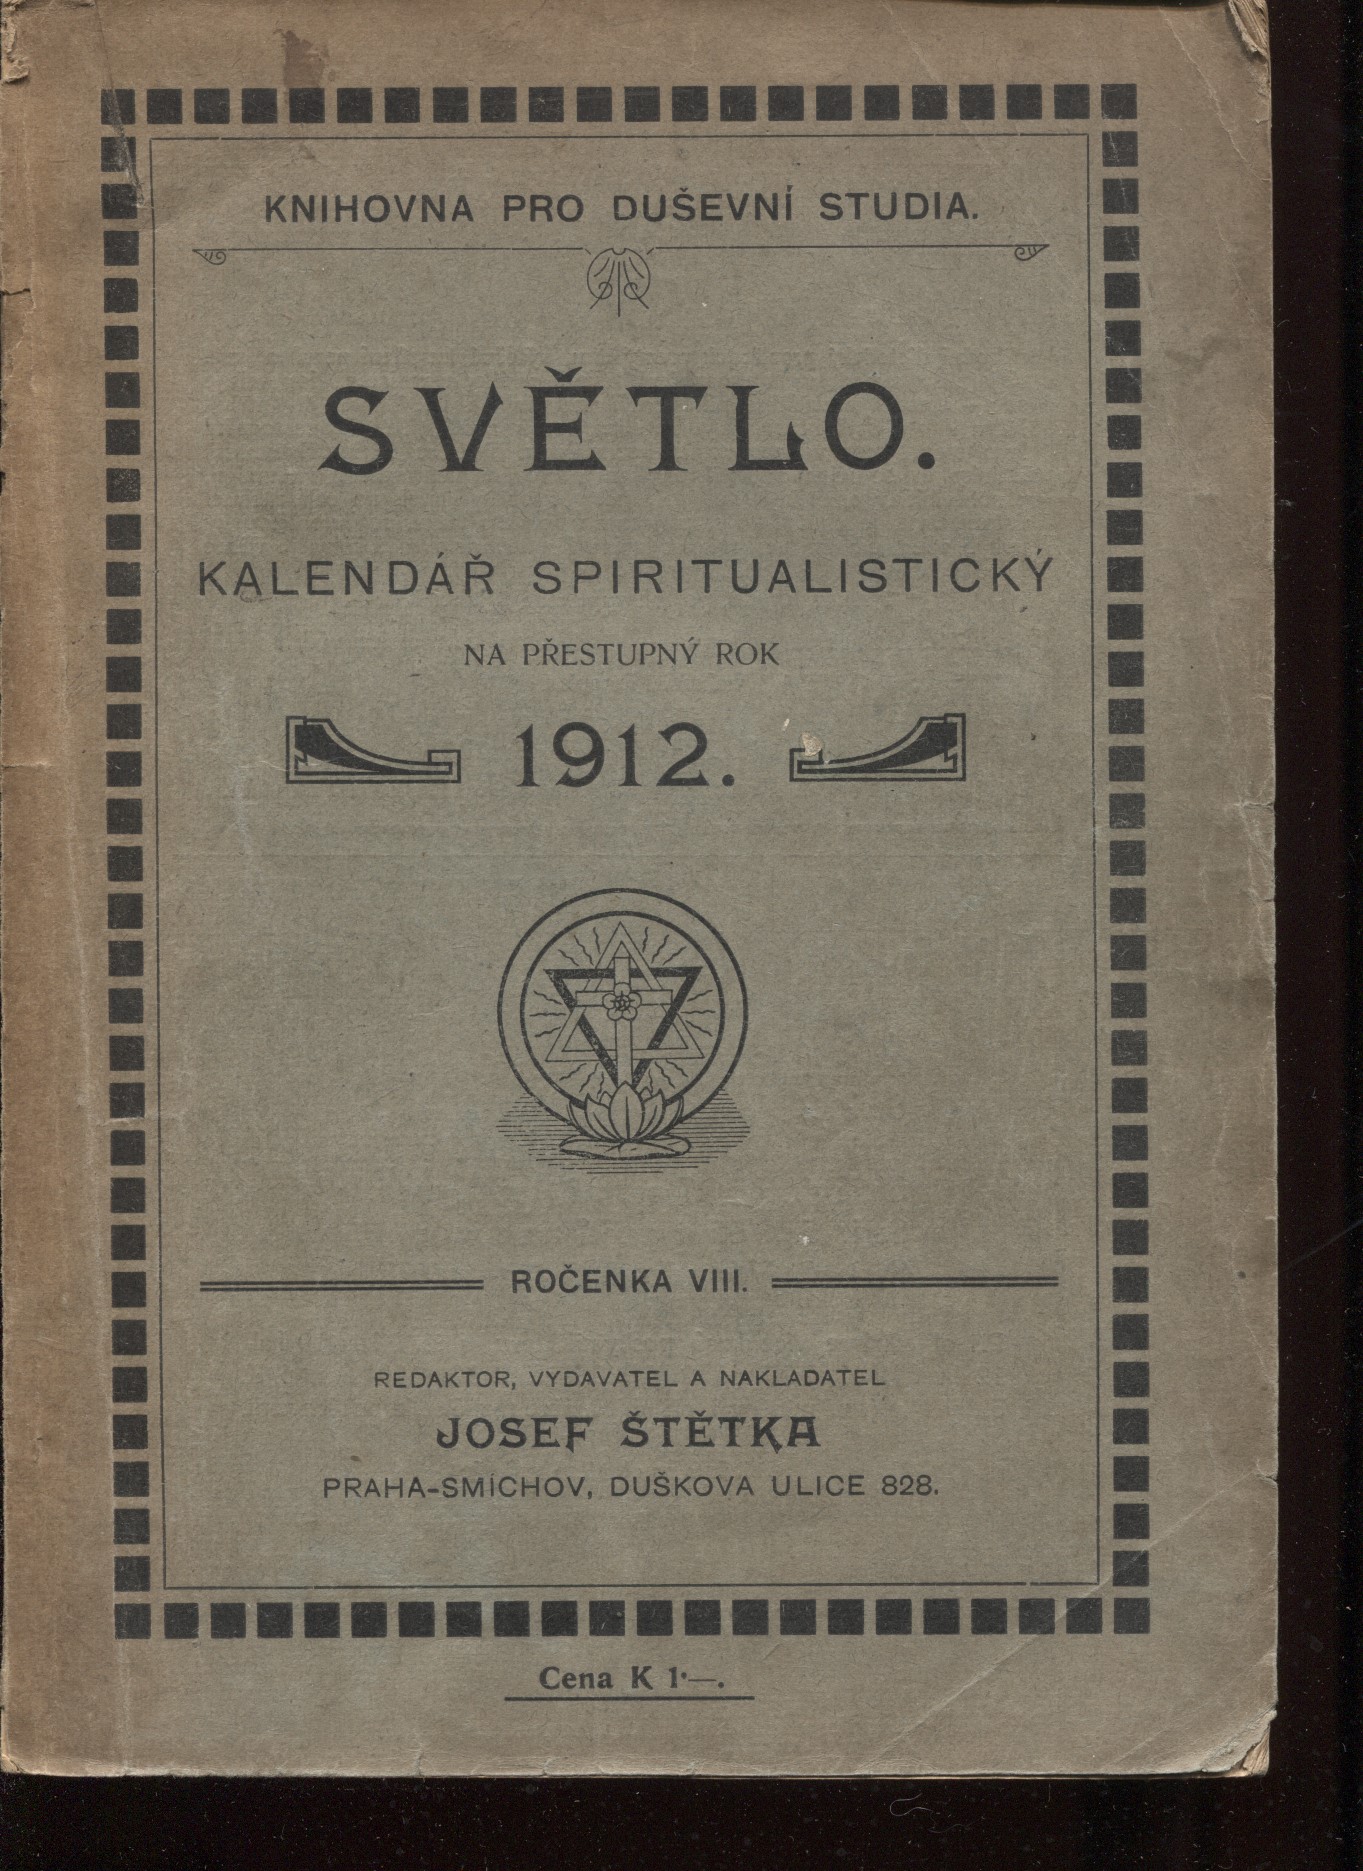 KNIHOVNA PRO DUŠEVNÍ STUDIA.
SVĚTLO.
KALENDÁŘ SPIRITUALISTICKÝ
NA PŘESTUPNÝ ROK
1912.
ROČENKA VIII.
REDAKTOR, VYDAVATEL A NAKLADATEL
JOSEF ŠTĚTKA
PRAHA-SMÍCHOV, DUŠKOVA ULICE 828.
Cena K 1·—.